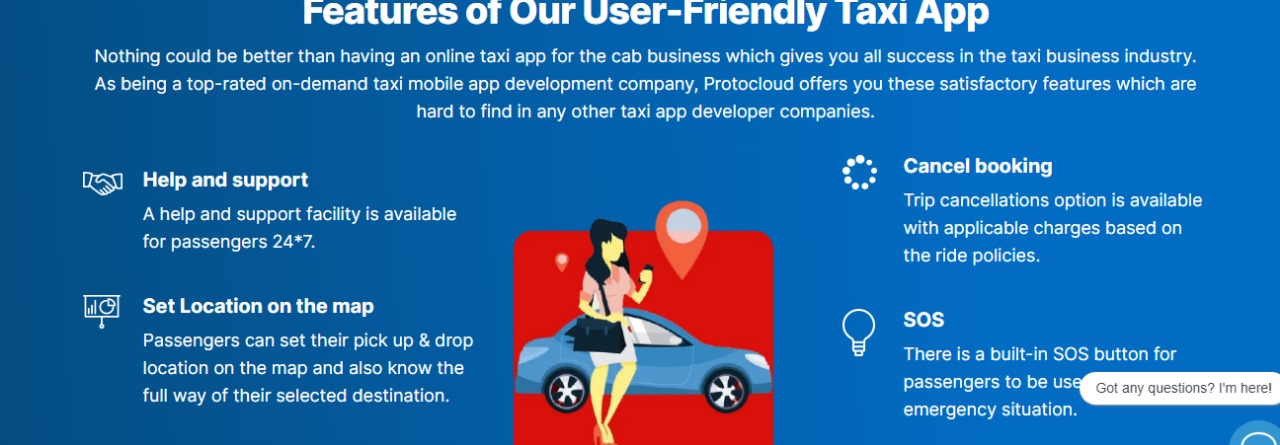 Features of Our User-Friendly Taxi App
Nothing could be better than having an online taxi app for the cab business which gives you all success in the taxi business industry.
As being a top-rated on-demand taxi mobile app development company, Protocloud offers you these satisfactory features which are
hard to find in any other taxi app developer companies.
Help and support
A help and support facility is available
for passengers 24*7.
Set Location on the map
Passengers can set their pick up & drop
location on the map and also know the
full way of their selected destination.
Cancel booking
Trip cancellations option is available
with applicable charges based on
the ride policies.
SOS
There is a built-in SOS button for
passengers to be use
emergency situation.
Got any questions? I'm here!